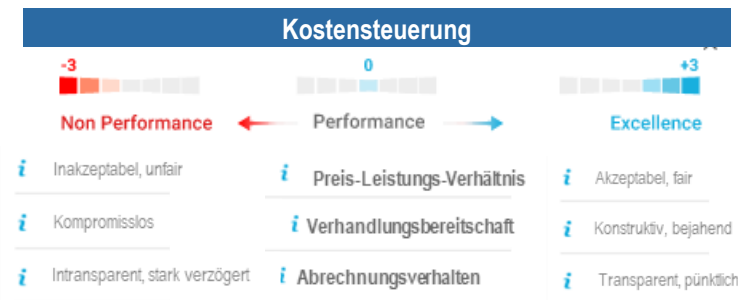 Kostensteuerung
-3 0 +3
Non Performance Performance Excellence
i Inakzeptabel, unfair i Preis-Leistungs-Verhältnis i Akzeptabel, fair
i Kompromisslos i Verhandlungsbereitschaft i Konstruktiv, bejahend
i Intransparent, stark verzögert i Abrechnungsverhalten i Transparent, pünktlich